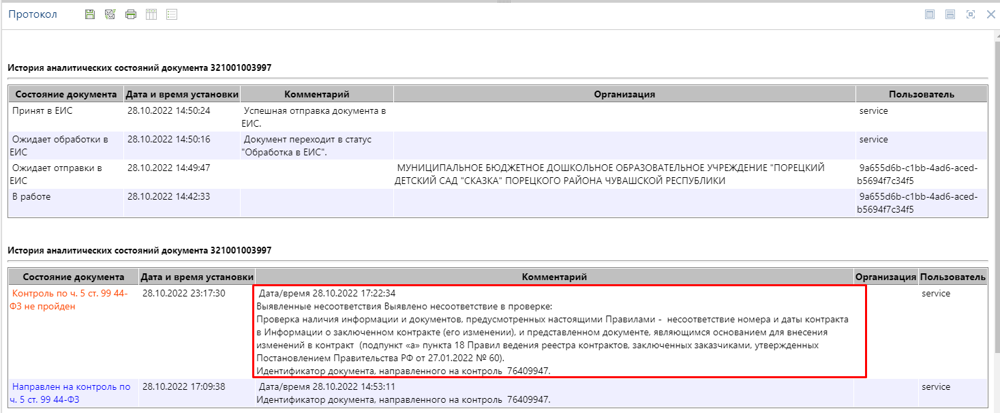 Протокол
История аналитических состояний документа 321001003997
Состояние документа Дата и время установки Комментарий Организация Пользователь
Принят в ЕИС 28.10.2022 14:50:24 Успешная отправка документа в service
ЕИС.
Ожидает обработки в 28.10.2022 14:50:16 Документ переходит в статус service
ЕИС "Обработка в ЕИС".
Ожидает отправки в 28.10.2022 14:49:47 МУНИЦИПАЛЬНОЕ БЮДЖЕТНОЕ ДОШКОЛЬНОЕ ОБРАЗОВАТЕЛЬНОЕ УЧРЕЖДЕНИЕ "ПОРЕЦКИЙ 9a655d6b-c1bb-4ad6-aced-
ЕИС ДЕТСКИЙ САД "СКАЗКА" ПОРЕЦКОГО РАЙОНА ЧУВАШСКОЙ РЕСПУБЛИКИ b5694f7c34f5
В работе 28.10.2022 14:42:33 9a655d6b-c1bb-4ad6-aced-
b5694f7c34f5
История аналитических состояний документа 321001003997
Состояние документа Дата и время установки Комментарий Организация Пользователь
Контроль по ч. 5 ст. 99 44- 28.10.2022 23:17:30 Дата/время 28.10.2022 17:22:34 service
ФЗ не пройден Выявленные несоответствия Выявлено несоответствие в проверке:
Проверка наличия информации и документов, предусмотренных настоящими Правилами - несоответствие номера и даты контракта
в Информации о заключенном контракте (его изменении), и представленном документе, являющимся основанием для внесения
изменений в контракт (подпункт «а» пункта 18 Правил ведения реестра контрактов, заключенных заказчиками, утвержденных
Постановлением Правительства РФ от 27.01.2022 № 60).
Идентификатор документа, направленного на контроль 76409947.
Направлен на контроль по 28.10.2022 17:09:38 Дата/время 28.10.2022 14:53:11 service
ч. 5 ст. 99 44-ФЗ Идентификатор документа, направленного на контроль 76409947.